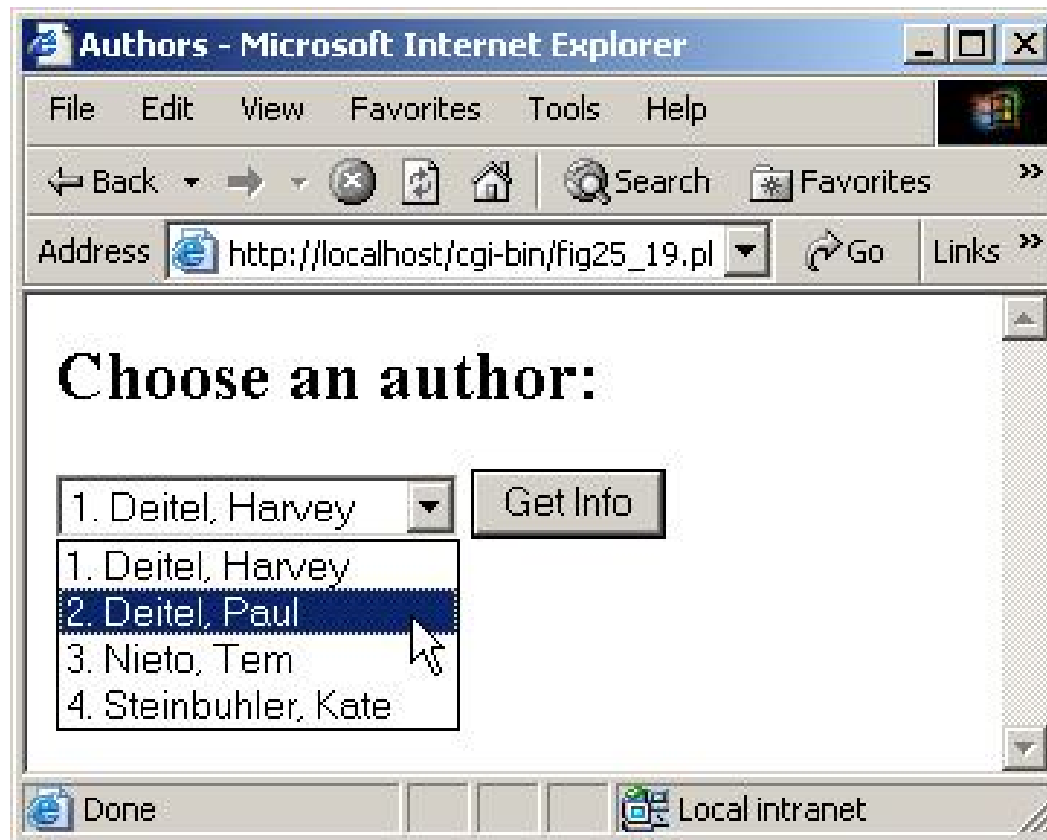 Authors - Microsoft Internet Explorer
File Edit View Favorites Tools Help
Back Search Favorites »
Address http://localhost/cgi-bin/fig25_19.pl Go Links »
Choose an author:
1. Deitel, Harvey Get Info
1. Deitel, Harvey
2. Deitel, Paul
3. Nieto, Tem
4. Steinbuhler, Kate
Done Local intranet